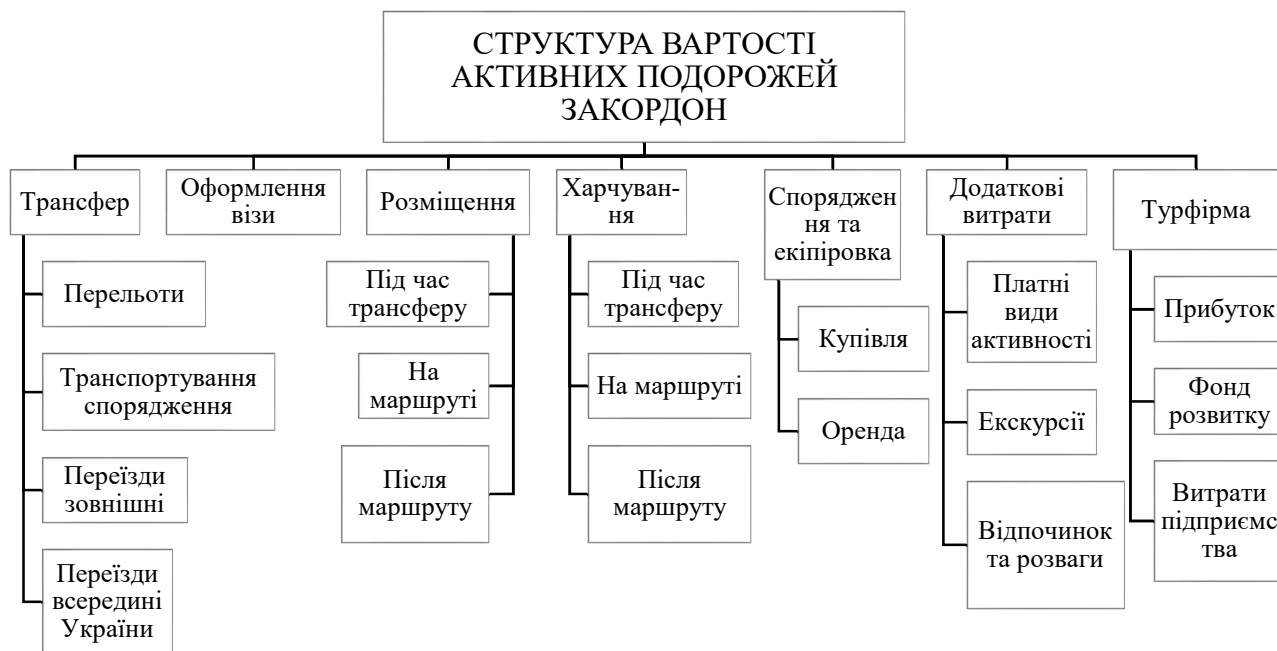 СТРУКТУРА ВАРТОСТІ
АКТИВНИХ ПОДОРОЖЕЙ
ЗАКОРДОН
Трансфер
Перельоти
Транспортування
спорядження
Переїзди
зовнішні
Переїзди
всередині
України
Оформлення
візи
Розміщення
Під час
трансферу
На
маршруті
Після
маршруту
Харчуван-
ня
Під час
трансферу
На маршруті
Після
маршруту
Споряджен
ня та
екіпіровка
Купівля
Оренда
Додаткові
витрати
Платні
види
активності
Екскурсії
Відпочинок
та розваги
Турфірма
Прибуток
Фонд
розвитку
Витрати
підприємс
тва